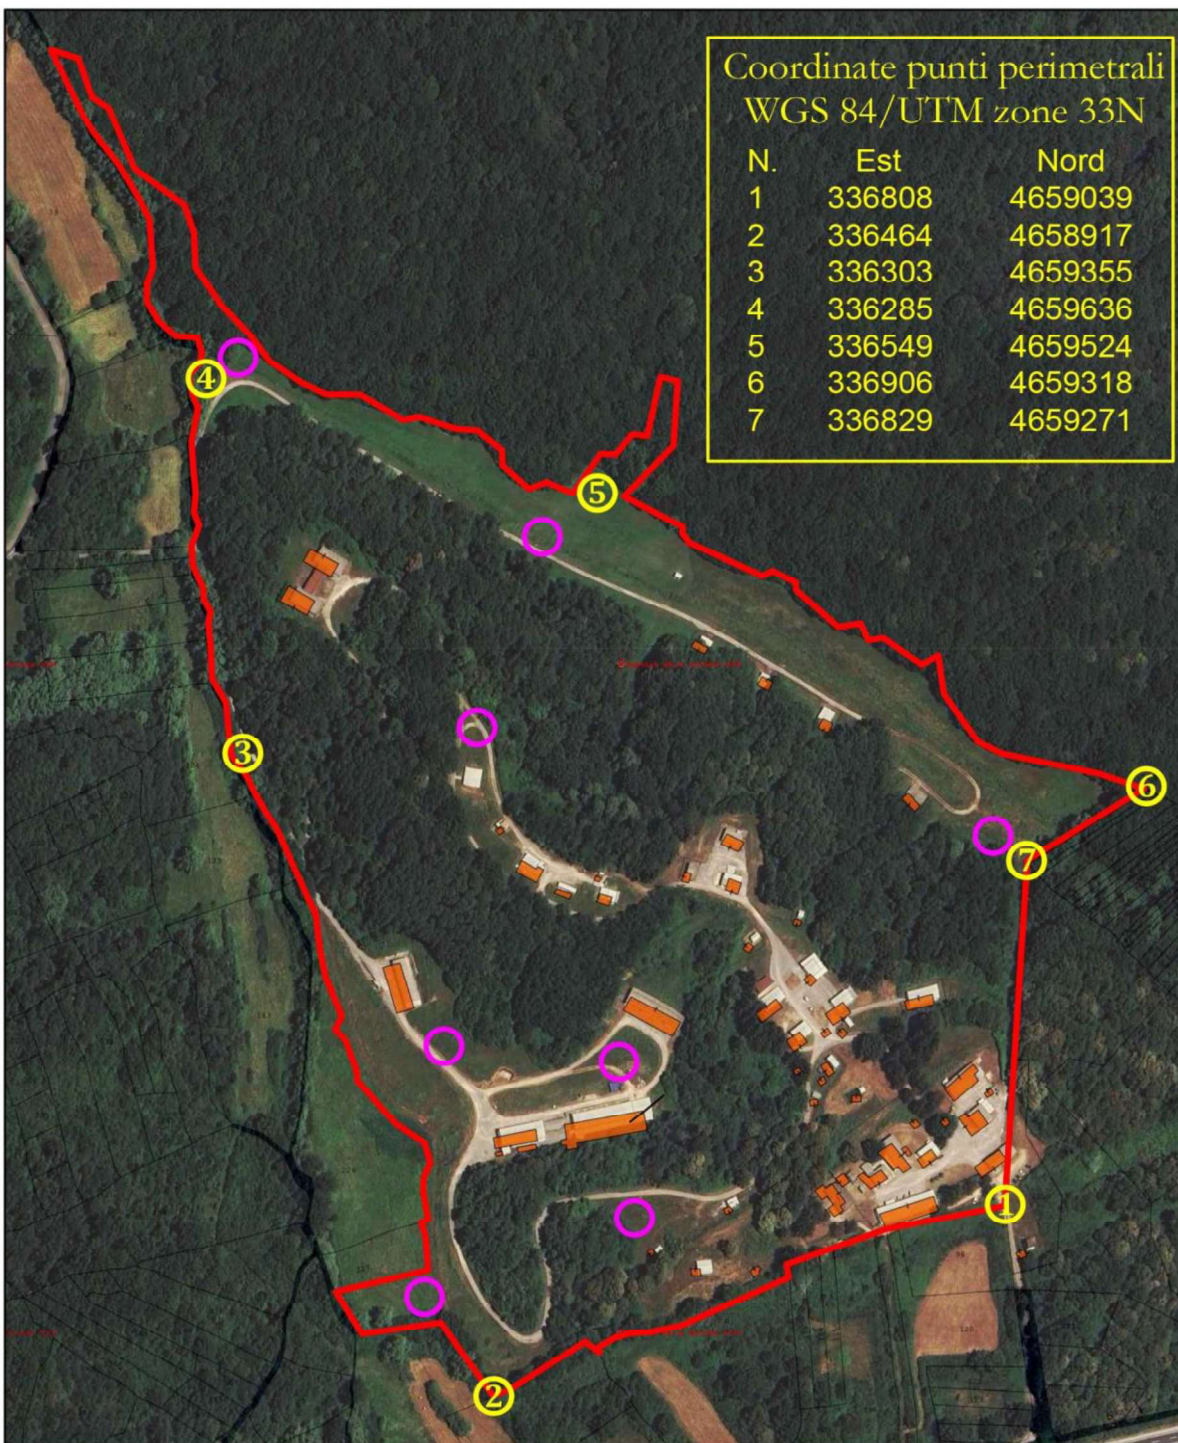 Coordinate punti perimetrali
WGS 84/UTM zone 33N
N. Est Nord
1 336808 4659039
2 336464 4658917
3 336303 4659355
4 336285 4659636
5 336549 4659524
6 336906 4659318
7 336829 4659271
4
5
3
6
7
1
2